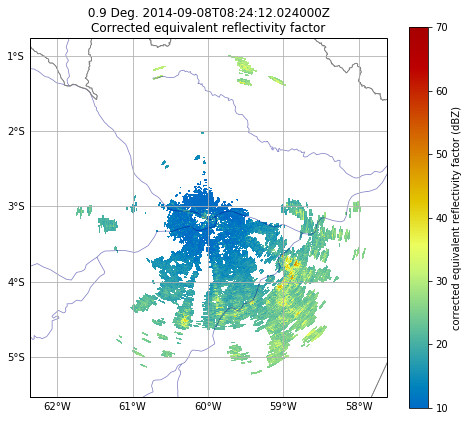 0.9 Deg. 2014-09-08T08:24:12.024000Z
Corrected equivalent reflectivity factor
1°S
2°S
3°S
4°S
5°S
62°W
61°W
60°W
59°W
58°W
70
60
50
40
30
20
10
corrected equivalent reflectivity factor (dBZ)